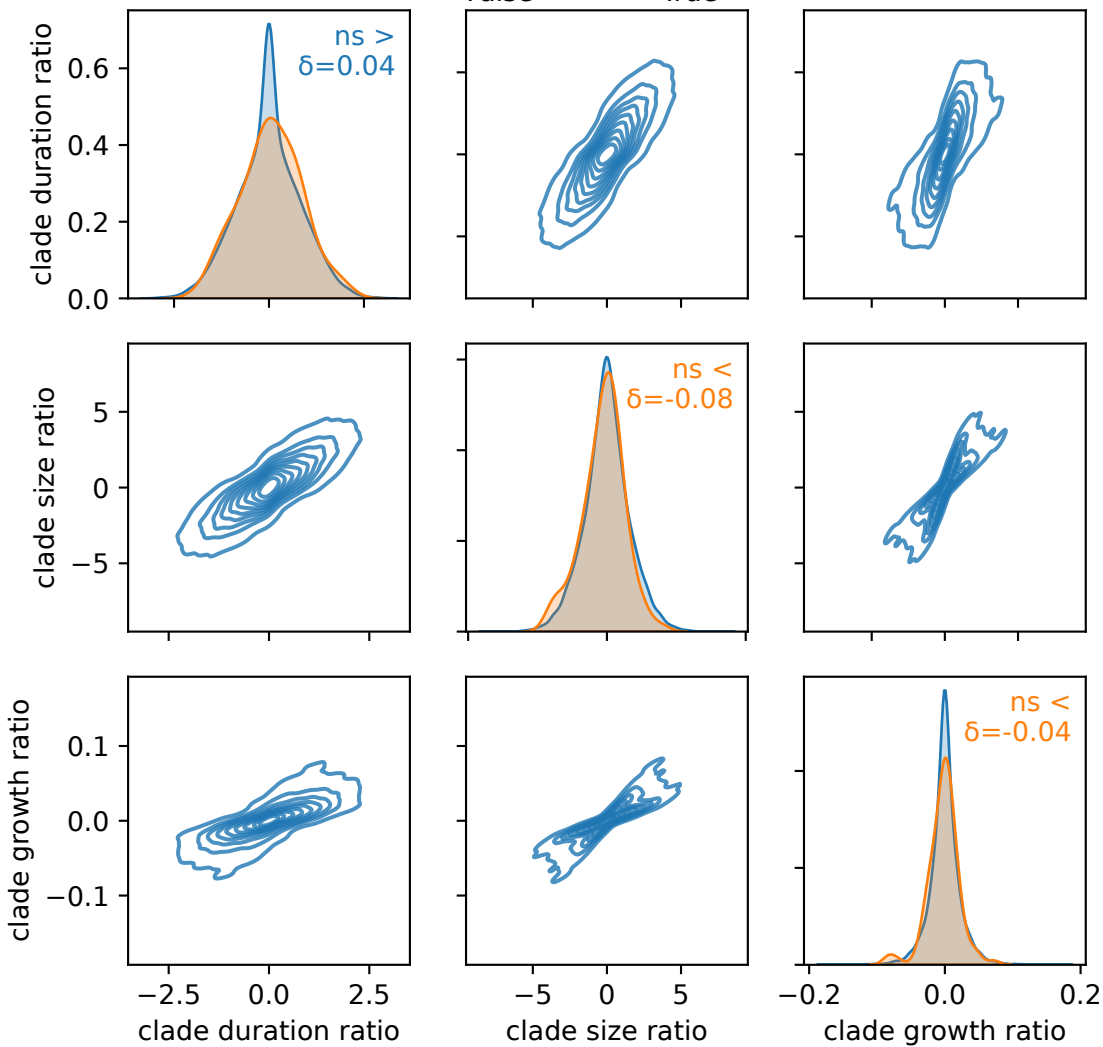 clade duration ratio
0.6
0.4
0.2
0.0
ns >
δ=0.04
clade size ratio
5
0
−5
ns <
δ=-0.08
clade growth ratio
0.1
0.0
−0.1
ns <
δ=-0.04
−2.5 0.0 2.5
−5 0 5
−0.2 0.0 0.2
clade duration ratio
clade size ratio
clade growth ratio